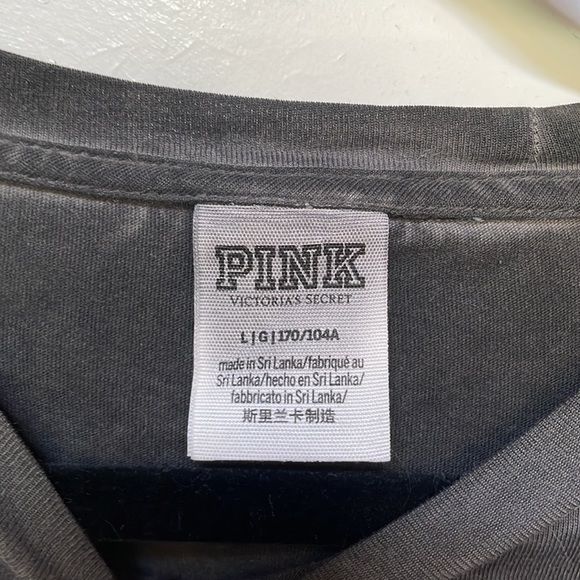 PINK
VICTORIA'S SECRET
L | G | 170/104A
made in Sri Lanka/fabriqué au
Sri Lanka/hecho en Sri Lanka/
fabbricato in Sri Lanka/
斯里兰卡制造